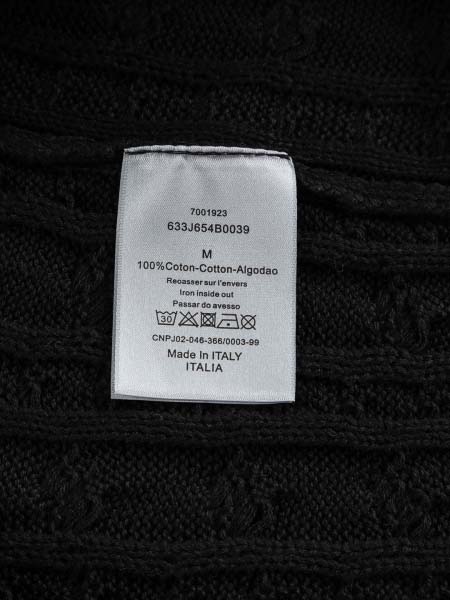 7001923
633J654B0039
M
100%Coton-Cotton-Algodao
Recasser sur l'envers
Iron inside out
Passar do avesso
30
CNPJ02-046-366/0003-99
Made In ITALY
ITALIA